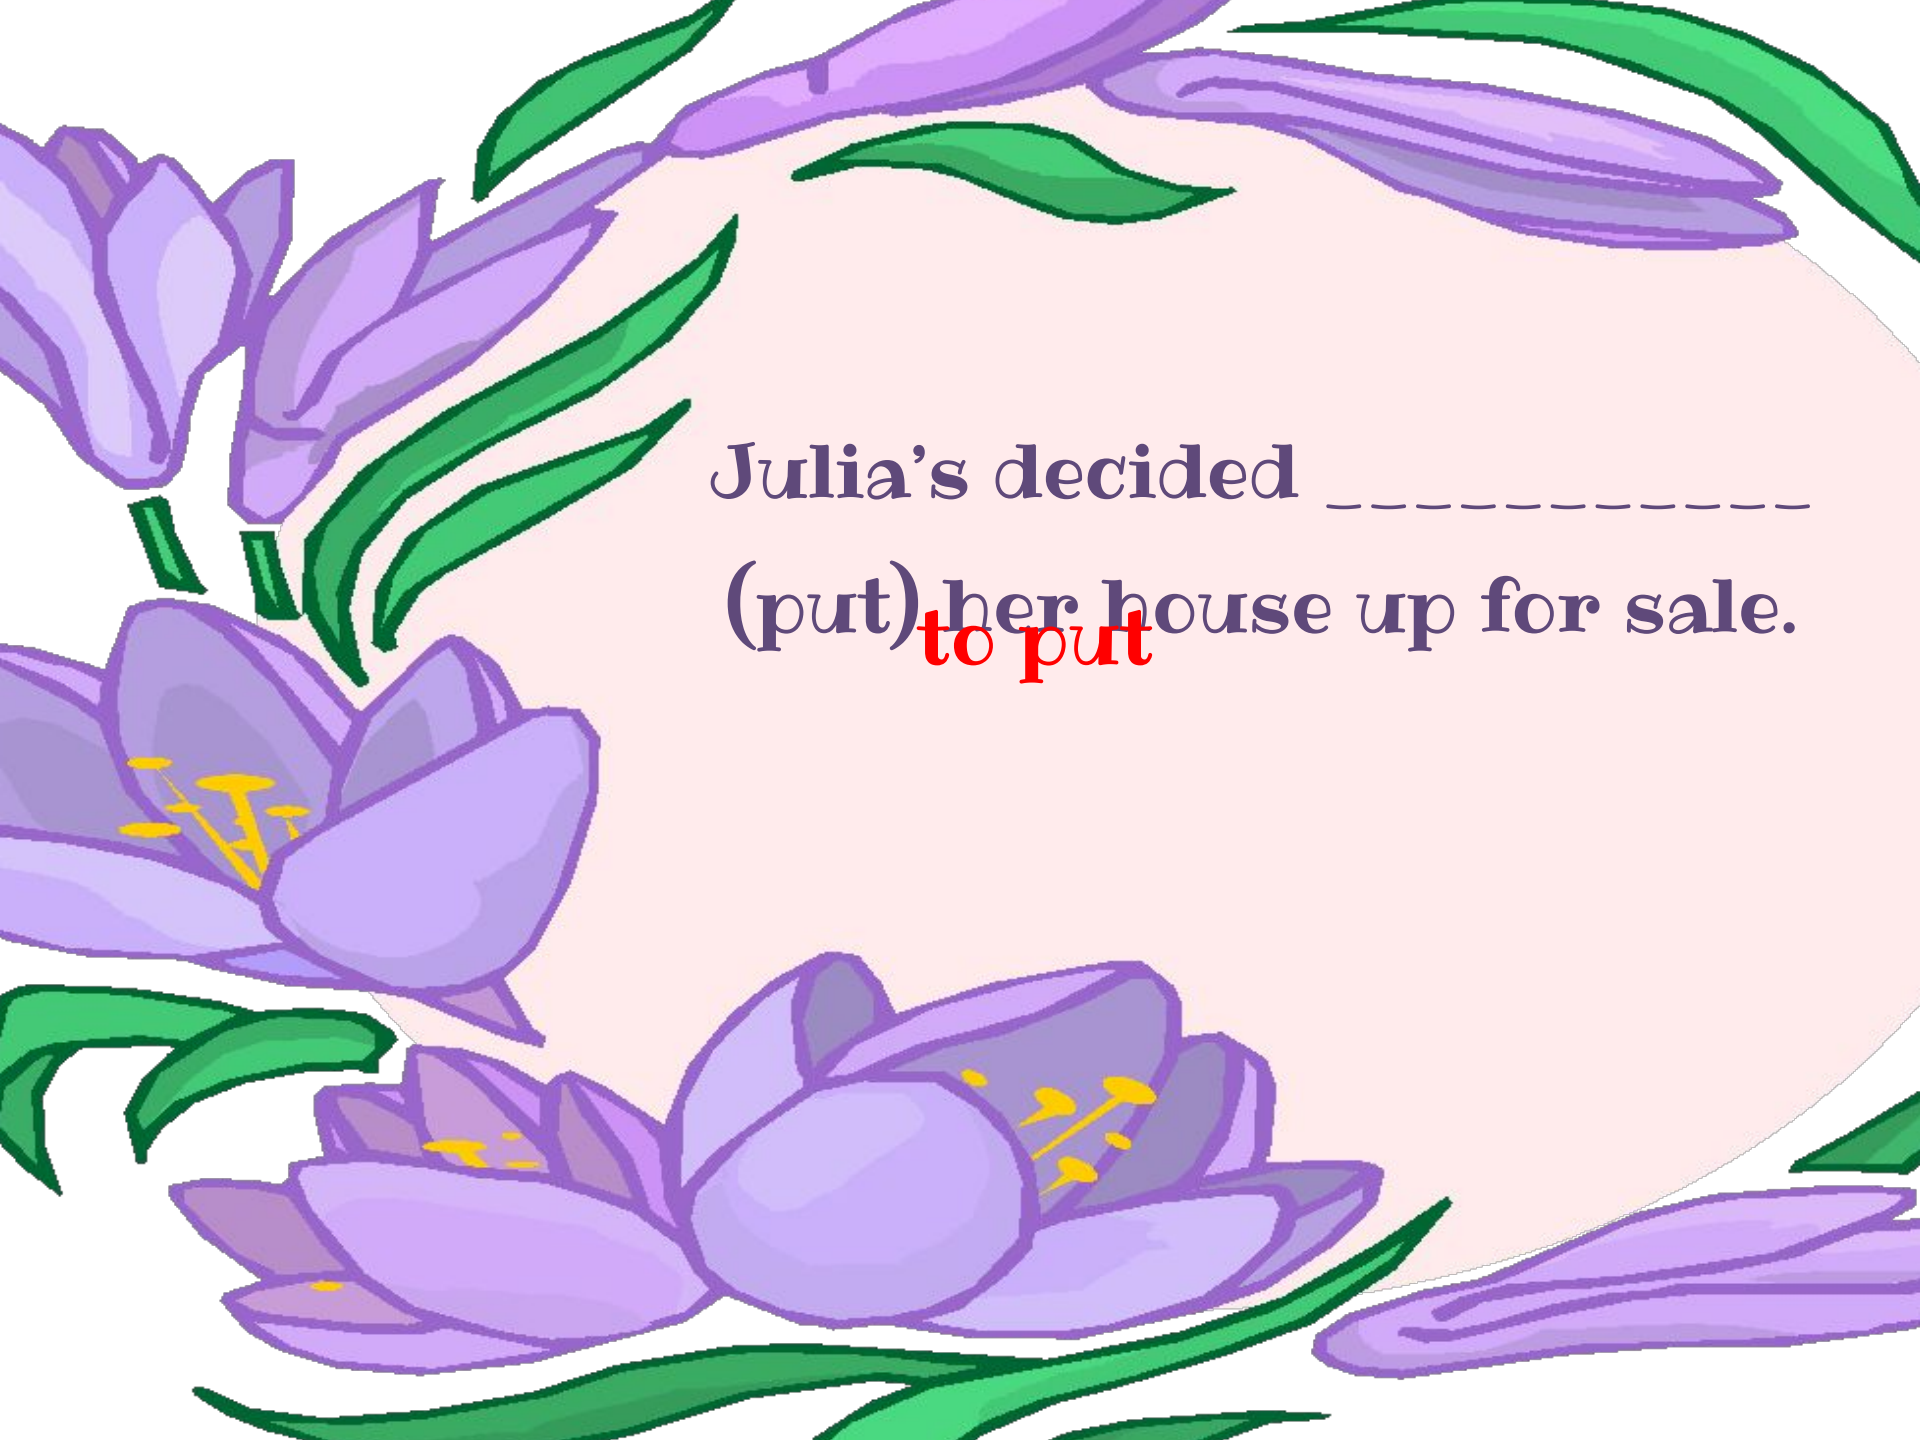 Julia’s decided ___________
(put) her house up for sale.
to put